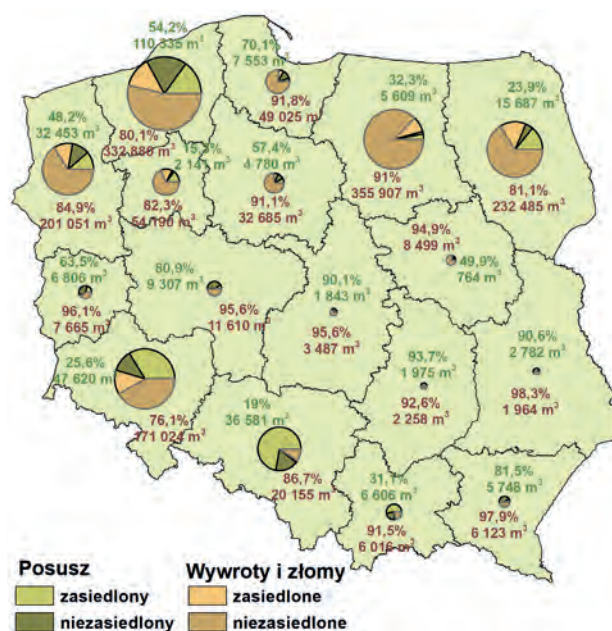 54,2%
110 335 m³
70,1%
7 553 m³
32,3%
5 609 m³
23,9%
15 687 m³
48,2%
32 453 m³
80,1%
332 886 m³
91,8%
49 025 m³
57,4%
4 780 m³
2 141 m³
84,9%
201 051 m³
82,3%
54 190 m³
91,1%
32 685 m³
91%
355 907 m³
81,1%
232 485 m³
94,9%
8 499 m³
49,9%
764 m³
63,5%
6 806 m³
96,1%
7 665 m³
60,9%
9 307 m³
95,6%
11 610 m³
90,1%
1 843 m³
95,6%
3 487 m³
90,6%
2 782 m³
98,3%
1 964 m³
93,7%
1 975 m³
92,6%
2 258 m³
25,6%
47 620 m³
76,1%
171 024 m³
19%
36 581 m³
86,7%
20 155 m³
31,1%
6 606 m³
91,5%
6 016 m³
81,5%
5 748 m³
97,9%
6 123 m³
Posusz
zasiedlony
niezasiedlony
Wywroty i złomy
zasiedlone
niezasiedlone